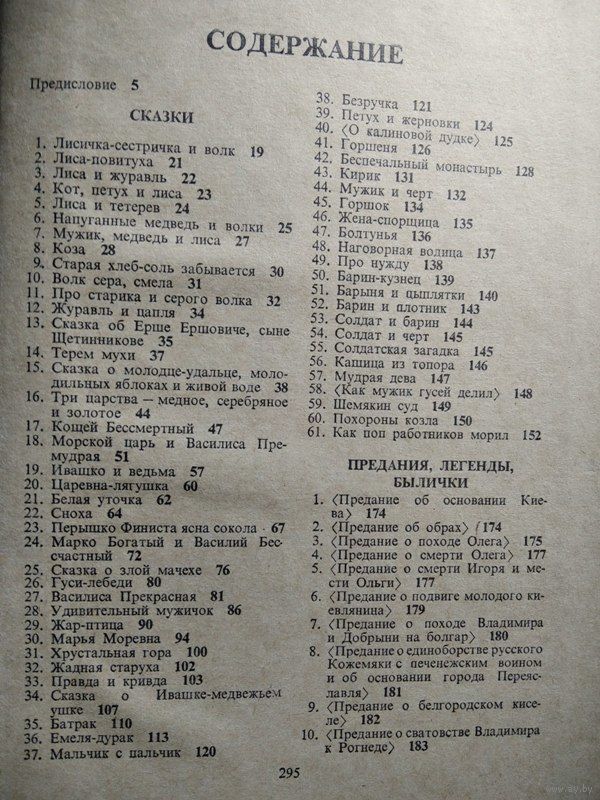 СОДЕРЖАНИЕ
Предисловие 5
СКАЗКИ
1. Лисичка-сестричка и волк 19
2. Лиса-повитуха 21
3. Лиса и журавль 22
4. Кот, петух и лиса 23
5. Лиса и тетерев 24
6. Напуганные медведь и волки 25
7. Мужик, медведь и лиса 27
8. Коза 28
9. Старая хлеб-соль забывается 30
10. Волк сера, смела 31
11. Про старика и серого волка 32
12. Журавль и цапля 34
13. Сказка об Ерше Ершовиче, сыне
Щетинникове 35
14. Терем мухи 37
15. Сказка о молодце-удальце, моло-
дильных яблоках и живой воде 38
16. Три царства — медное, серебряное
и золотое 44
17. Кощей Бессмертный 47
18. Морской царь и Василиса Пре-
мудрая 51
19. Ивашко и ведьма 57
20. Царевна-лягушка 60
21. Белая уточка 62
22. Сноха 64
23. Перышко Финиста ясна сокола 67
24. Марко Богатый и Василий Бес-
счастный 72
25. Сказка о злой мачехе 76
26. Гуси-лебеди 80
27. Василиса Прекрасная 81
28. Удивительный мужичок 86
29. Жар-птица 90
30. Марья Моревна 94
31. Хрустальная гора 100
32. Жадная старуха 102
33. Правда и кривда 103
34. Сказка о Ивашке-медвежьем
ушке 107
35. Батрак 110
36. Емеля-дурак 113
37. Мальчик с пальчик 120
38. Безручка 121
39. Петух и жерновки 124
40. ⟨О калиновой дудке⟩ 125
41. Горшеня 126
42. Беспечальный монастырь 128
43. Кирик 131
44. Мужик и черт 132
45. Горшок 134
46. Жена-спорщица 135
47. Болтунья 136
48. Наговорная водица 137
49. Про нужду 138
50. Барин-кузнец 139
51. Барыня и цыплятки 140
52. Барин и плотник 143
53. Солдат и барин 144
54. Солдат и черт 145
55. Солдатская загадка 145
56. Кашица из топора 146
57. Мудрая дева 147
58. ⟨Как мужик гусей делил⟩ 148
59. Шемякин суд 149
60. Похороны козла 150
61. Как поп работников морил 152
ПРЕДАНИЯ, ЛЕГЕНДЫ,
БЫЛИЧКИ
1. ⟨Предание об основании Кие-
ва⟩ 174
2. ⟨Предание об обрах⟩ (174
3. ⟨Предание о походе Олега⟩ 175
4. ⟨Предание о смерти Олега⟩ 177
5. ⟨Предание о смерти Игоря и ме-
сти Ольги⟩ 177
6. ⟨Предание о подвиге молодого ки-
евлянина⟩ 179
7. ⟨Предание о походе Владимира
и Добрыни на болгар⟩ 180
8. ⟨Предание о единоборстве русского
Кожемяки с печенежским воином
и об основании города Переяс-
лавля⟩ 181
9. ⟨Предание о белгородском кисе-
ле⟩ 182
10. ⟨Предание о сватовстве Владимира
к Рогнеде⟩ 183
295
www.ay.by